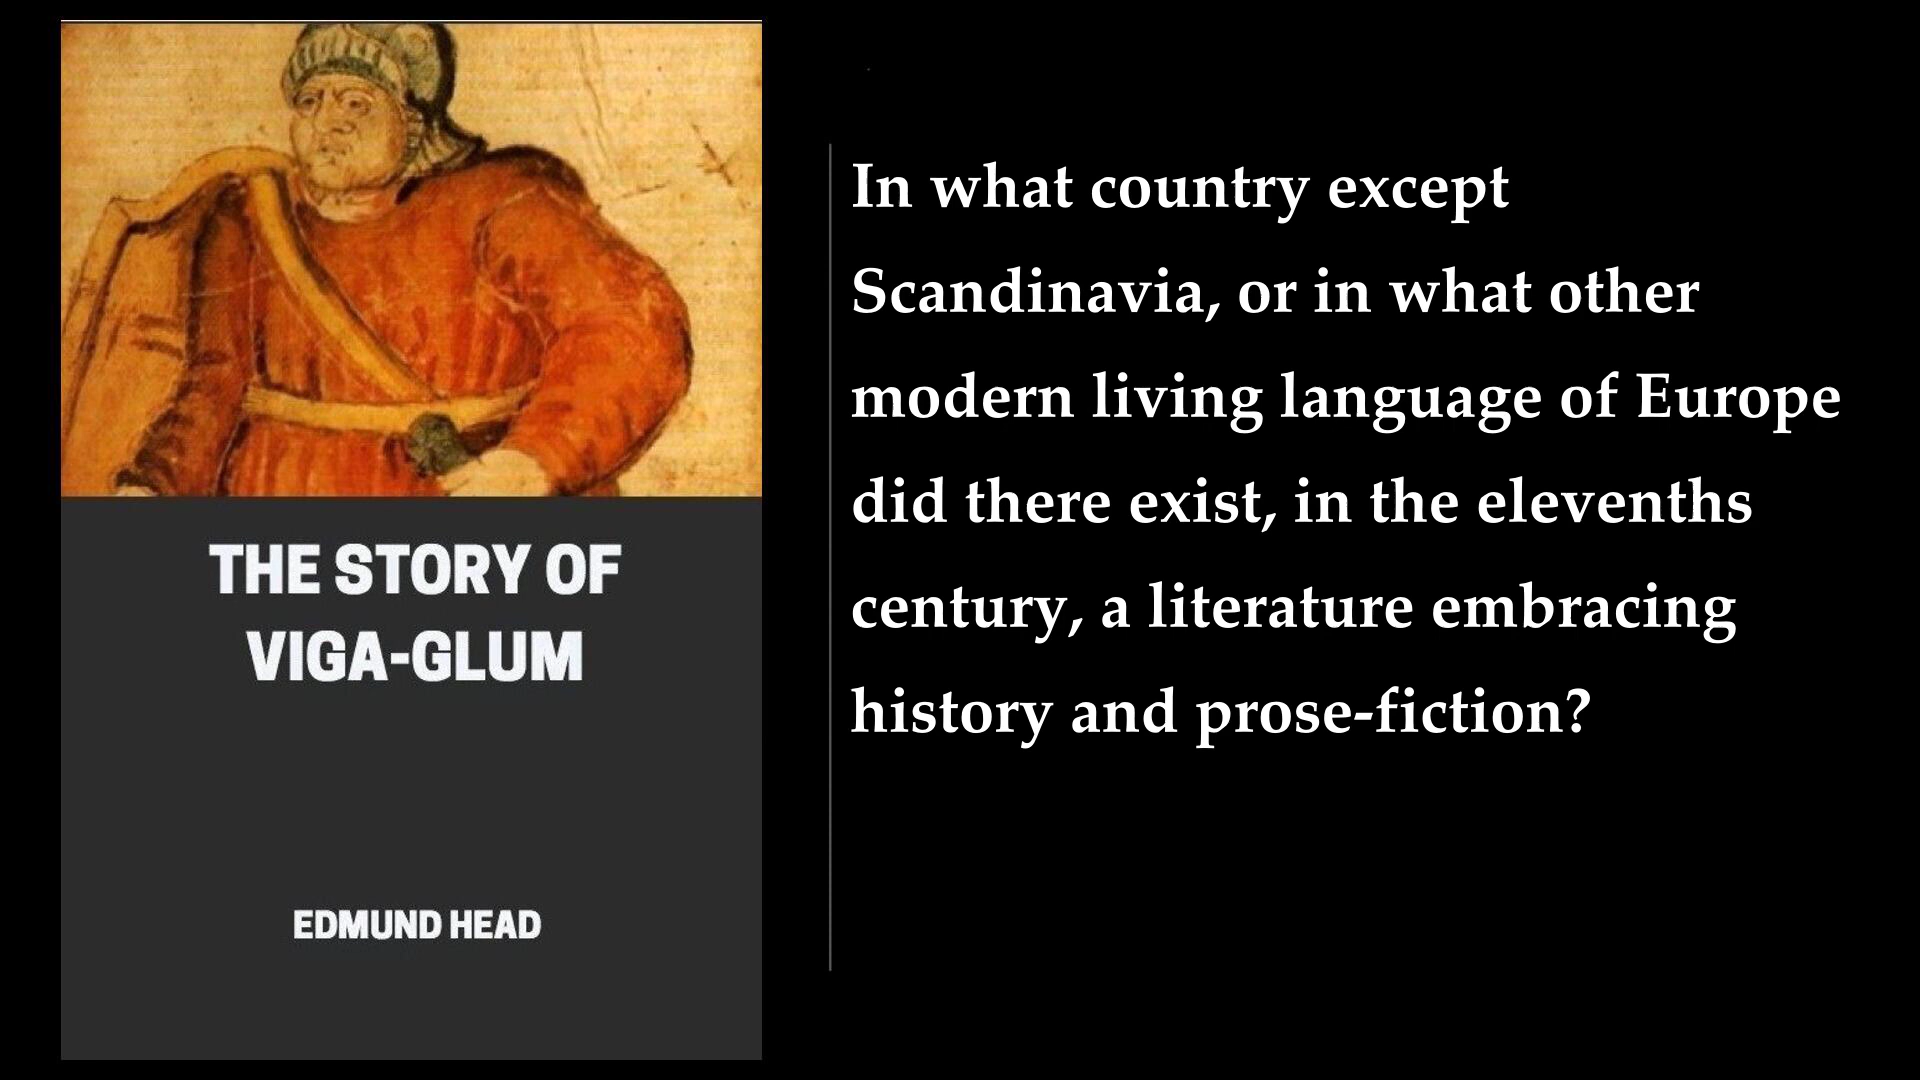 THE STORY OF
VIGA-GLUM
EDMUND HEAD
In what country except
Scandinavia, or in what other
modern living language of Europe
did there exist, in the elevenths
century, a literature embracing
history and prose-fiction?